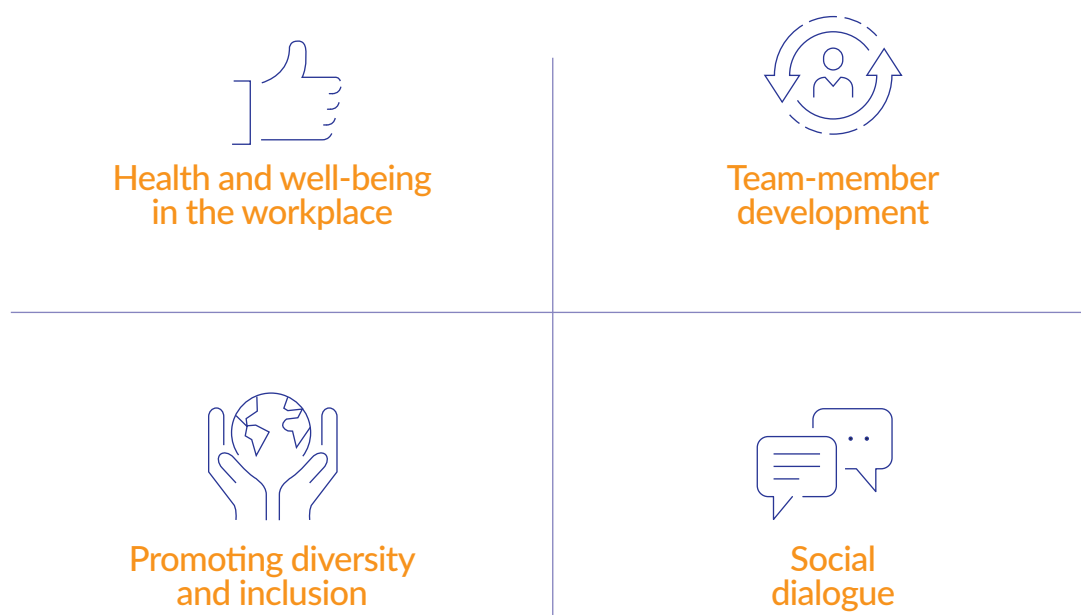 Health and well-being
in the workplace
Team-member
development
Promoting diversity
and inclusion
Social
dialogue